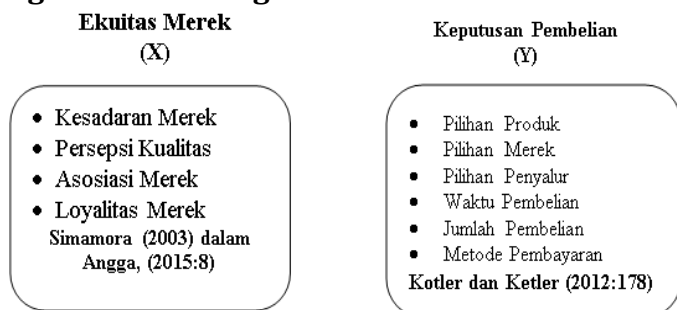 Ekuitas Merek
(X)
• Kesadaran Merek
• Persepsi Kualitas
• Asosiasi Merek
• Loyalitas Merek
Simamora (2003) dalam
Angga, (2015:8)
Keputusan Pembelian
(Y)
• Pilihan Produk
• Pilihan Merek
• Pilihan Penyalur
• Waktu Pembelian
• Jumlah Pembelian
• Metode Pembayaran
Kotler dan Ketler (2012:178)